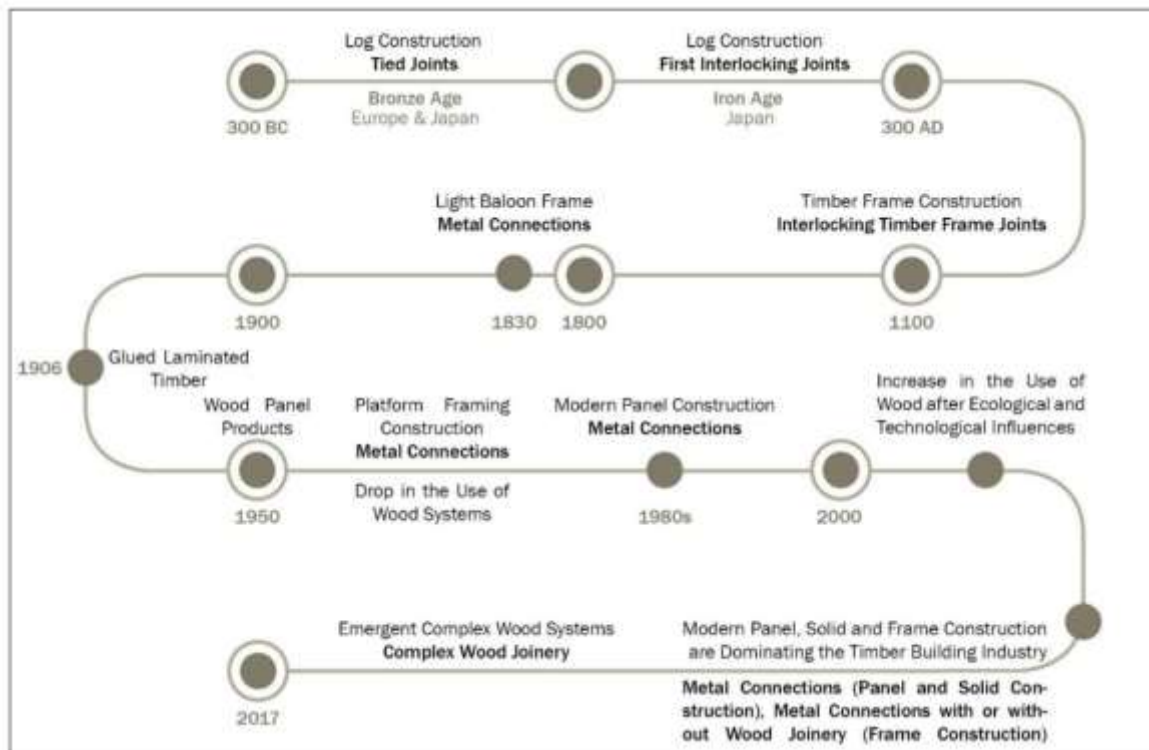 Log Construction
Tied Joints
Bronze Age
Europe & Japan
300 BC
Log Construction
First Interlocking Joints
Iron Age
Japan
300 AD
Light Baloon Frame
Metal Connections
Timber Frame Construction
Interlocking Timber Frame Joints
1900
1830
1800
1100
1906
Glued Laminated
Timber
Wood Panel
Products
1950
Platform Framing
Construction
Metal Connections
Drop in the Use of
Wood Systems
Modern Panel Construction
Metal Connections
1980s
2000
Increase in the Use of
Wood after Ecological and
Technological Influences
Emergent Complex Wood Systems
Complex Wood Joinery
2017
Modern Panel, Solid and Frame Construction
are Dominating the Timber Building Industry
Metal Connections (Panel and Solid Con-
struction), Metal Connections with or with-
out Wood Joinery (Frame Construction)